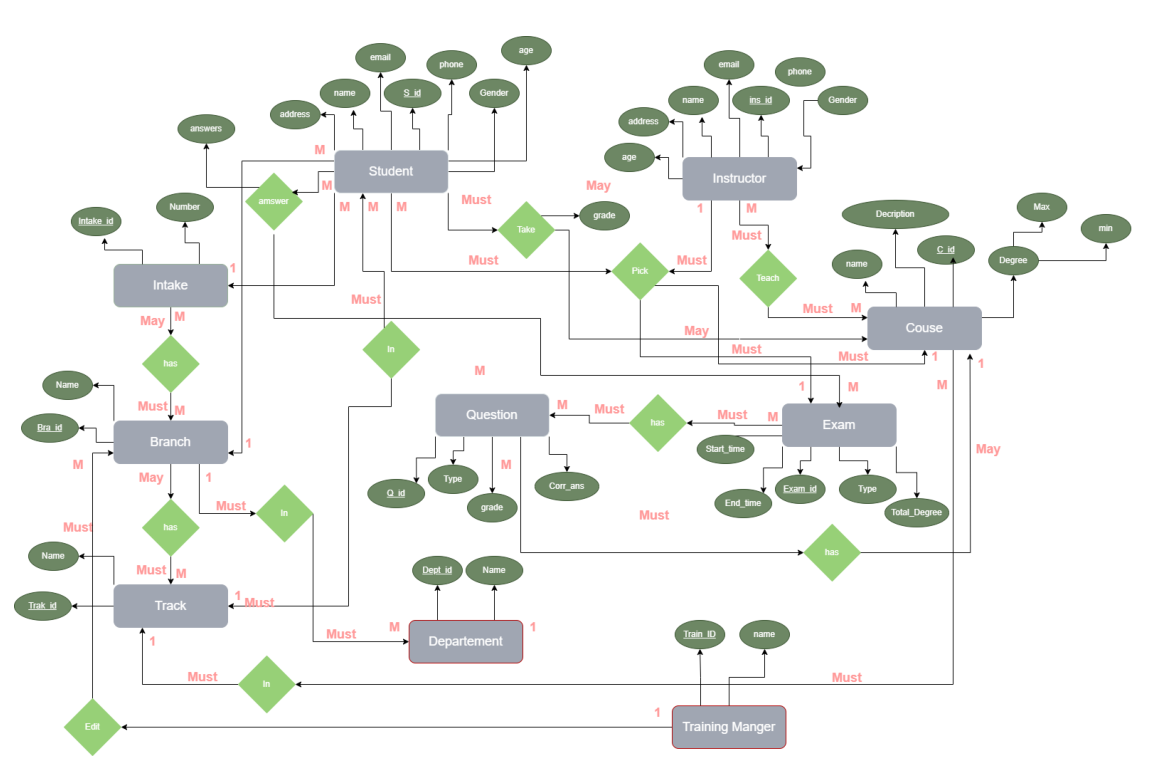 age
email
email
phone
phone
name
S_id
Gender
name
ins_id
Gender
address
address
answers
M
age
Student
Instructor
M
May
amswer
Must
Intake_id
Number
M
M
M
Take
grade
1
M
Decription
Max
min
Must
name
C_id
Degree
1
Must
Pick
Must
Teach
Intake
Must
Must
M
May
M
Couse
May
In
has
Must
Must
1
1
M
Name
M
1
M
Must
M
Question
M
Must
has
M
Exam
Bra_id
Branch
1
May
Start_time
M
May
1
Type
Q_id
grade
Corr_ans
Exam_id
Type
End_time
Total_Degree
Must
In
Must
Must
has
has
Name
Must
M
Dept_id
Name
Trak_id
Track
1
Must
1
Must
M
Departement
1
Train_ID
name
Must
In
Must
1
Edit
Training Manger